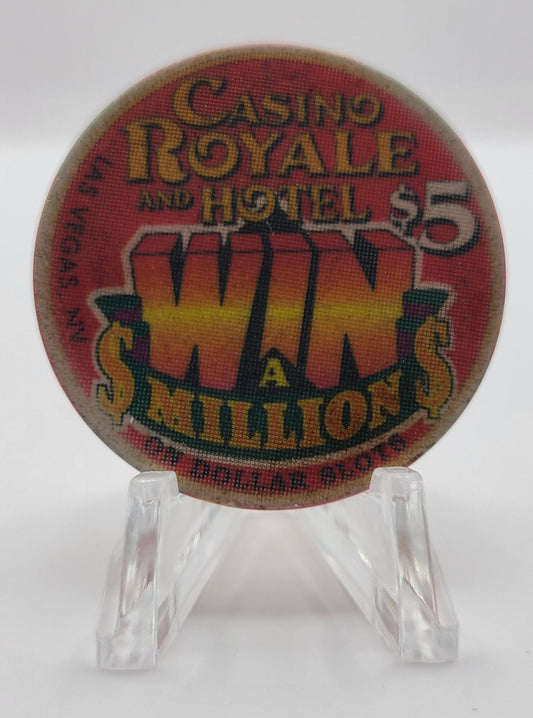 CASINO
ROYALE
AND HOTEL
$5
LAS VEGAS, NV
WIN
A
$ MILLION $
ON DOLLAR SLOTS